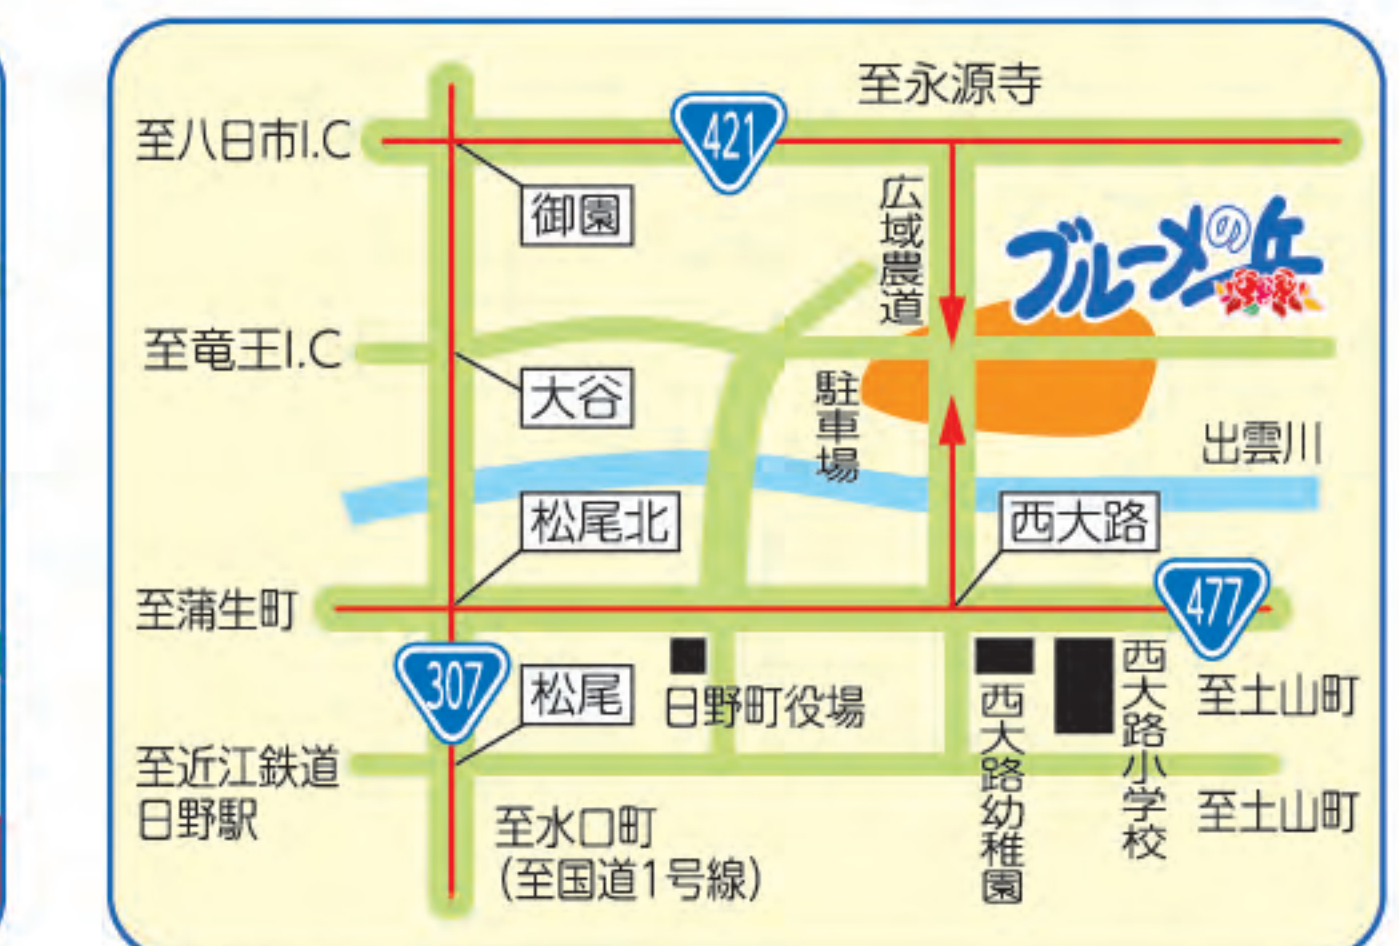 至永源寺
至八日市I.C
421
御園
広域農道
ブルーメの丘
至竜王I.C
大谷
駐車場
出雲川
松尾北
西大路
至蒲生町
477
307
松尾
日野町役場
西大路幼稚園
西大路小学校
至土山町
至近江鉄道
日野駅
至水口町
(至国道1号線)
至土山町